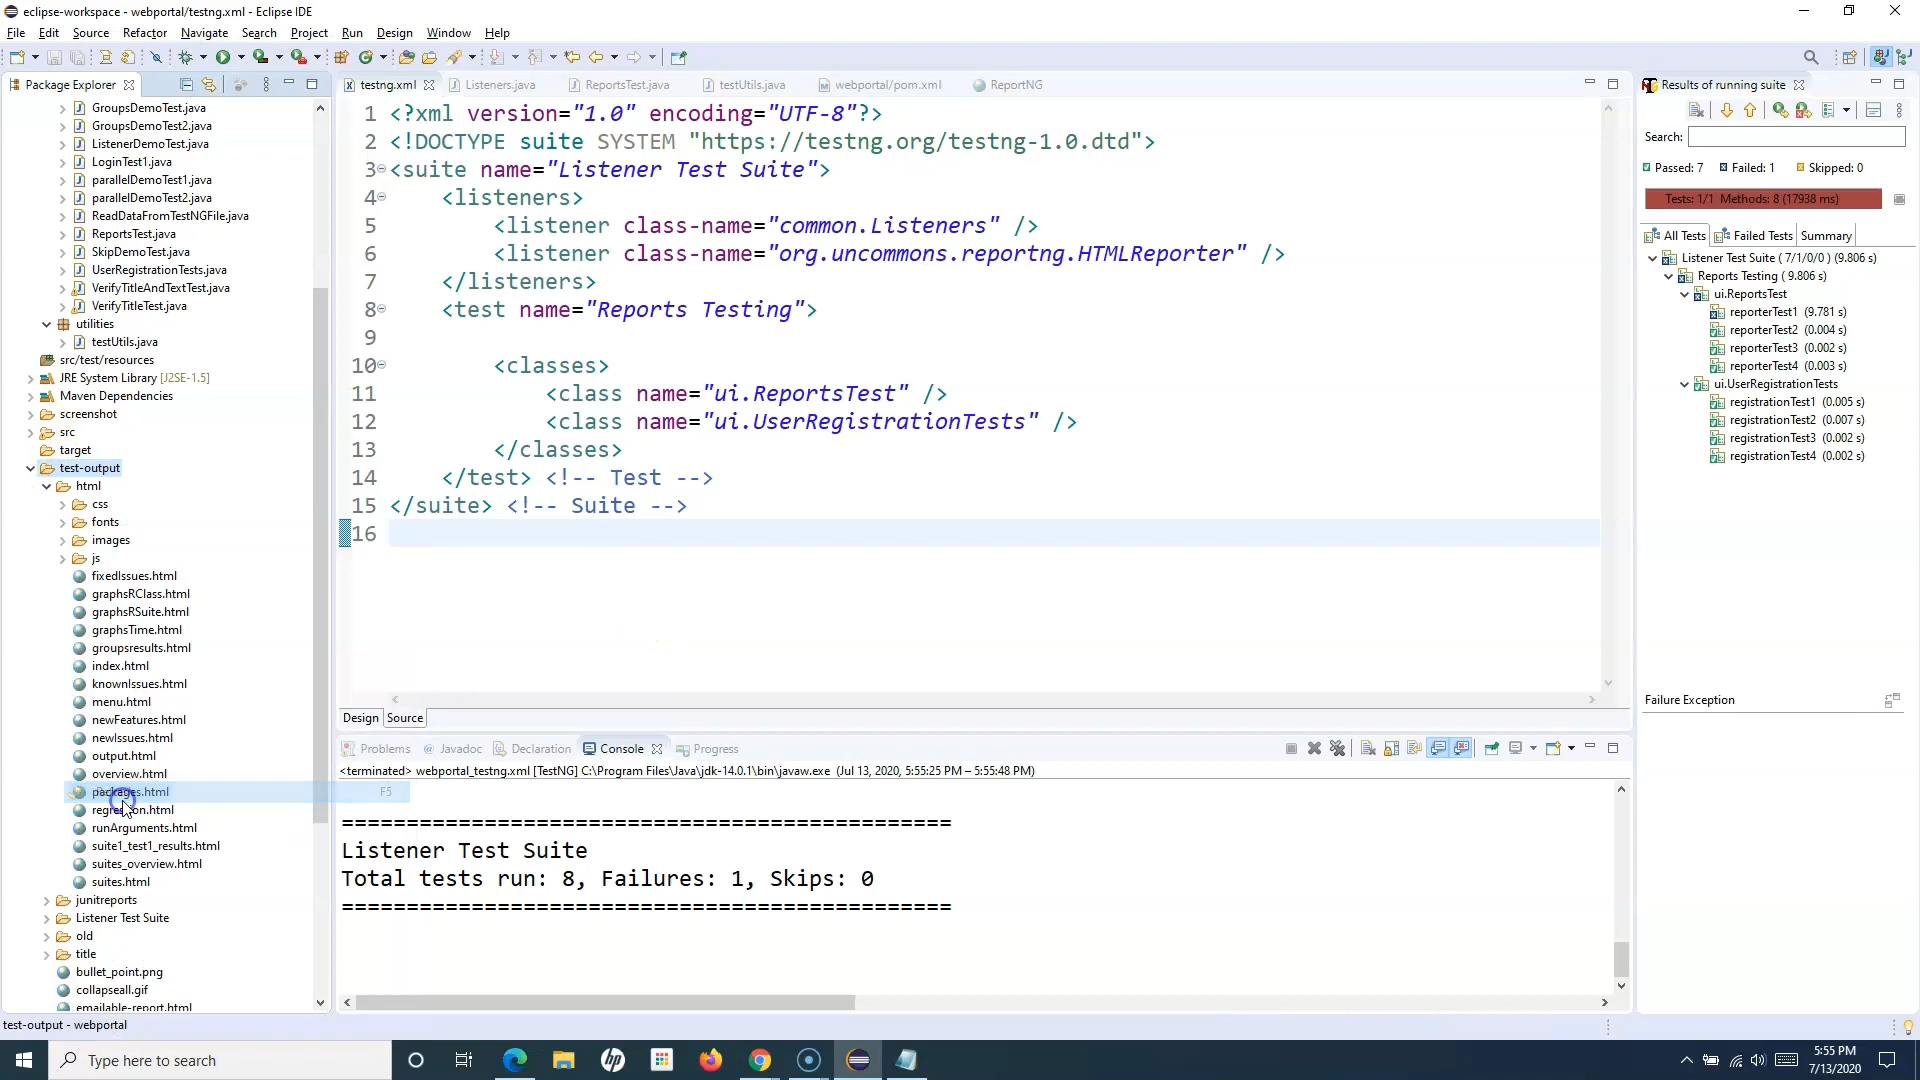 eclipse-workspace - webportal/testng.xml - Eclipse IDE
File Edit Source Refactor Navigate Search Project Run Design Window Help
Package Explorer
GroupsDemoTest.java
GroupsDemoTest2.java
ListenerDemoTest.java
LoginTest1.java
parallelDemoTest1.java
parallelDemoTest2.java
ReadDataFromTestNGFile.java
ReportsTest.java
SkipDemoTest.java
UserRegistrationTests.java
VerifyTitleAndTextTest.java
VerifyTitleTest.java
utilities
testUtils.java
src/test/resources
JRE System Library [J2SE-1.5]
Maven Dependencies
screenshot
src
target
test-output
html
css
fonts
images
js
fixedIssues.html
graphsRClass.html
graphsRSuite.html
graphsTime.html
groupsresults.html
index.html
knownIssues.html
menu.html
newFeatures.html
newIssues.html
output.html
overview.html
packages.html
F5
regression.html
runArguments.html
suite1_test1_results.html
suites_overview.html
suites.html
junitreports
Listener Test Suite
old
title
bullet_point.png
collapseall.gif
emailable-report.html
testng.xml Listeners.java ReportsTest.java testUtils.java webportal/pom.xml ReportNG
1 <?xml version="1.0" encoding="UTF-8"?>
2 <!DOCTYPE suite SYSTEM "https://testng.org/testng-1.0.dtd">
3 <suite name="Listener Test Suite">
4 <listeners>
5 <listener class-name="common.Listeners" />
6 <listener class-name="org.uncommons.reportng.HTMLReporter" />
7 </listeners>
8 <test name="Reports Testing">
9
10 <classes>
11 <class name="ui.ReportsTest" />
12 <class name="ui.UserRegistrationTests" />
13 </classes>
14 </test> <!-- Test -->
15 </suite> <!-- Suite -->
16
Design Source
Problems Javadoc Declaration Console Progress
<terminated> webportal_testng.xml [TestNG] C:\Program Files\Java\jdk-14.0.1\bin\javaw.exe (Jul 13, 2020, 5:55:25 PM – 5:55:48 PM)
===============================================
Listener Test Suite
Total tests run: 8, Failures: 1, Skips: 0
===============================================
Results of running suite
Search:
Passed: 7 Failed: 1 Skipped: 0
Tests: 1/1 Methods: 8 (17938 ms)
All Tests Failed Tests Summary
Listener Test Suite ( 7/1/0/0 ) (9.806 s)
Reports Testing ( 9.806 s)
ui.ReportsTest
reporterTest1 (9.781 s)
reporterTest2 (0.004 s)
reporterTest3 (0.002 s)
reporterTest4 (0.003 s)
ui.UserRegistrationTests
registrationTest1 (0.005 s)
registrationTest2 (0.007 s)
registrationTest3 (0.002 s)
registrationTest4 (0.002 s)
Failure Exception
test-output - webportal
Type here to search
5:55 PM
7/13/2020